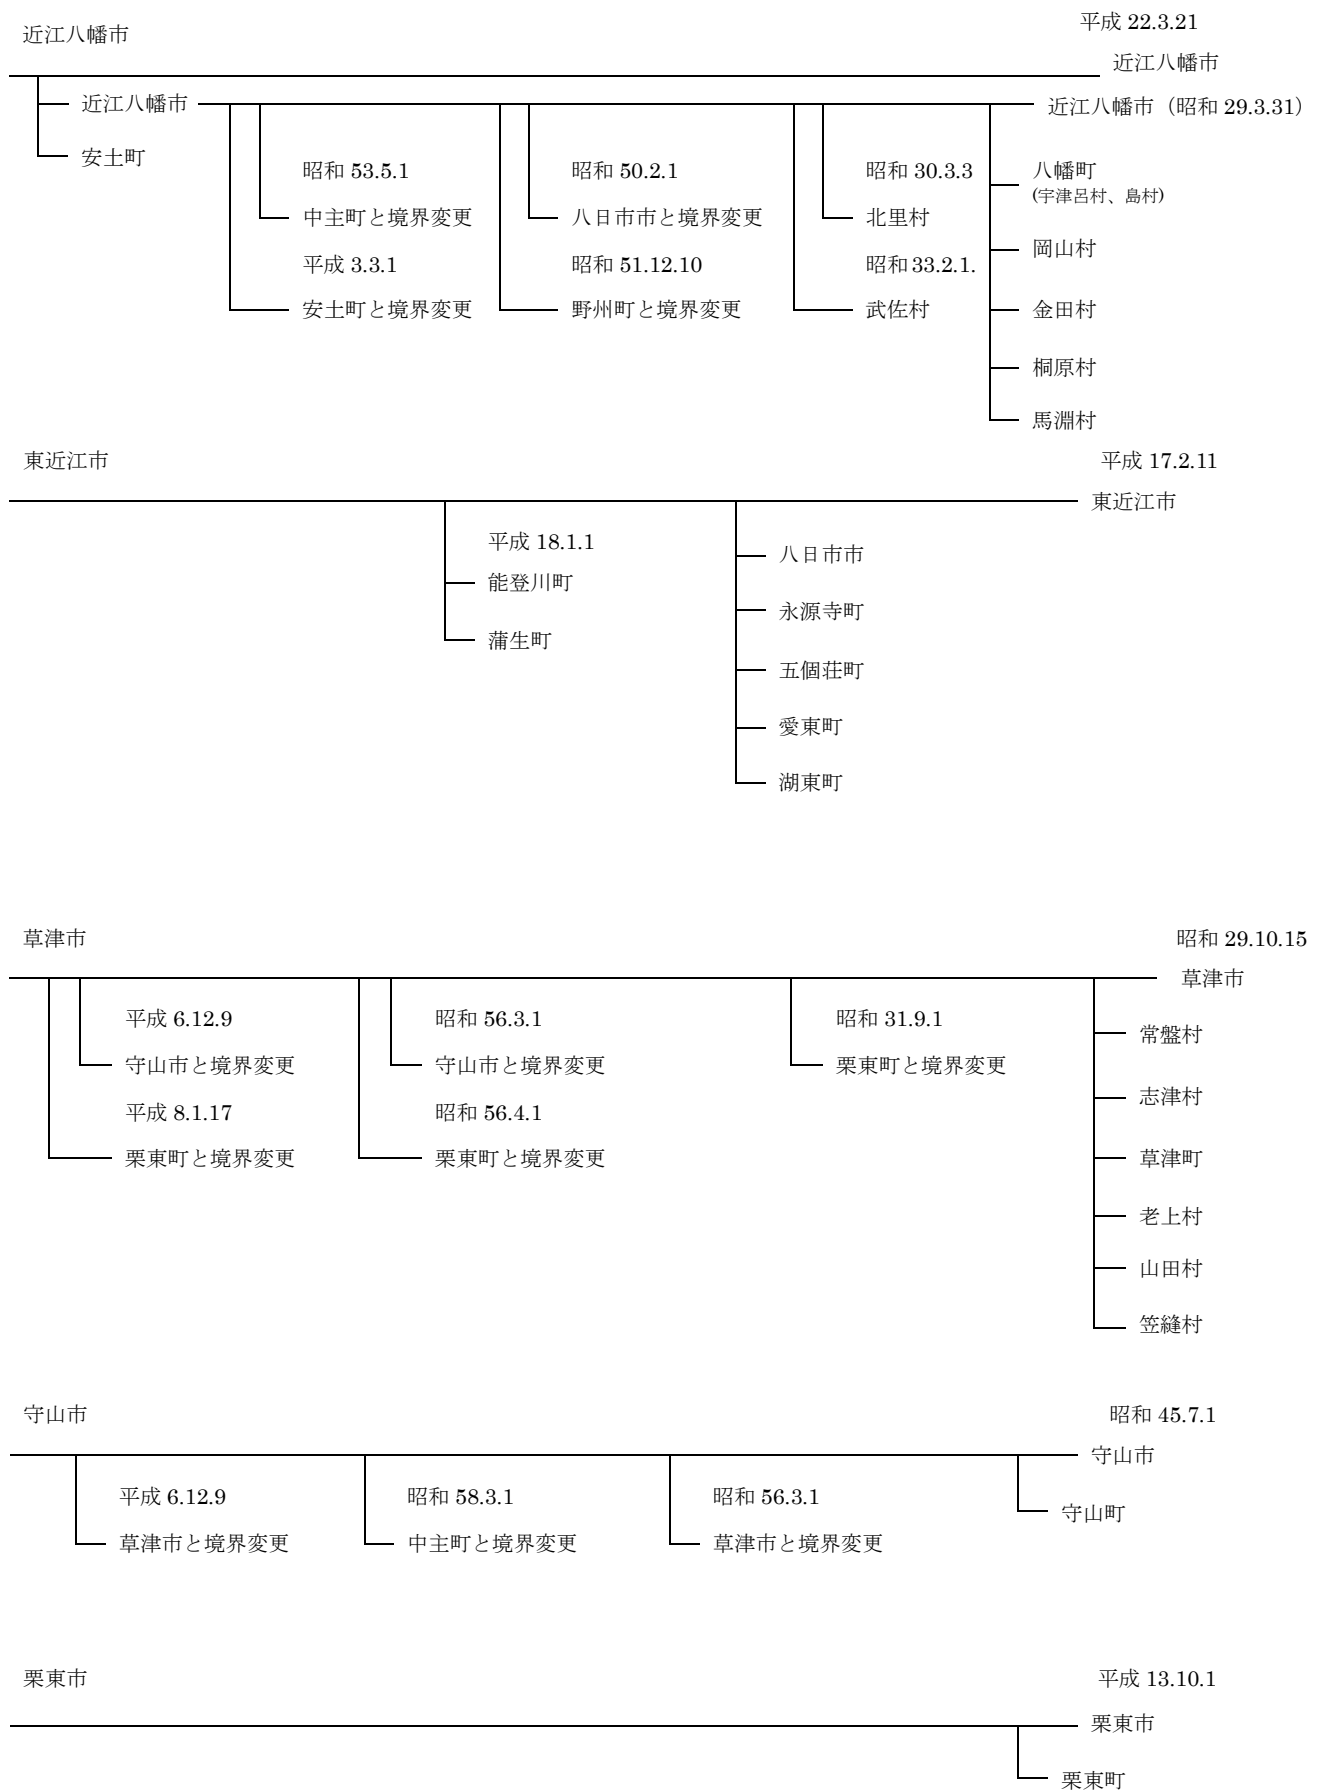 近江八幡市
平成 22.3.21
近江八幡市
近江八幡市
近江八幡市（昭和 29.3.31）
安土町
昭和 53.5.1
中主町と境界変更
平成 3.3.1
安土町と境界変更
昭和 50.2.1
八日市市と境界変更
昭和 51.12.10
野州町と境界変更
昭和 30.3.3
北里村
昭和 33.2.1.
武佐村
八幡町
(宇津呂村、島村)
岡山村
金田村
桐原村
馬淵村
東近江市
平成 17.2.11
東近江市
平成 18.1.1
能登川町
蒲生町
八日市市
永源寺町
五個荘町
愛東町
湖東町
草津市
昭和 29.10.15
草津市
平成 6.12.9
守山市と境界変更
平成 8.1.17
栗東町と境界変更
昭和 56.3.1
守山市と境界変更
昭和 56.4.1
栗東町と境界変更
昭和 31.9.1
栗東町と境界変更
常盤村
志津村
草津町
老上村
山田村
笠縫村
守山市
昭和 45.7.1
守山市
平成 6.12.9
草津市と境界変更
昭和 58.3.1
中主町と境界変更
昭和 56.3.1
草津市と境界変更
守山町
栗東市
平成 13.10.1
栗東市
栗東町